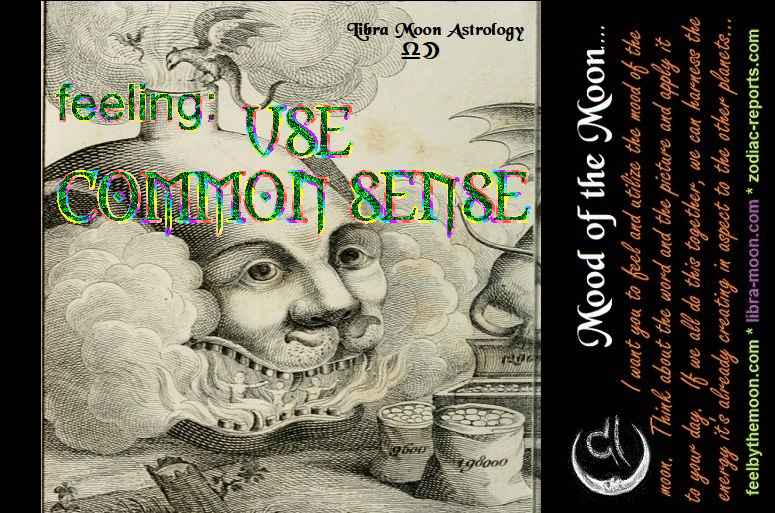 Libra Moon Astrology
♎☽
feeling: USE
COMMON SENSE
9600
198000
Mood of the Moon....
I want you to feel and utilize the mood of the
moon. Think about the word and the picture and apply it
to your day. If we all do this together, we can harness the
energy it's already creating in aspect to the other planets...
feelbythemoon.com * libra-moon.com * zodiac-reports.com